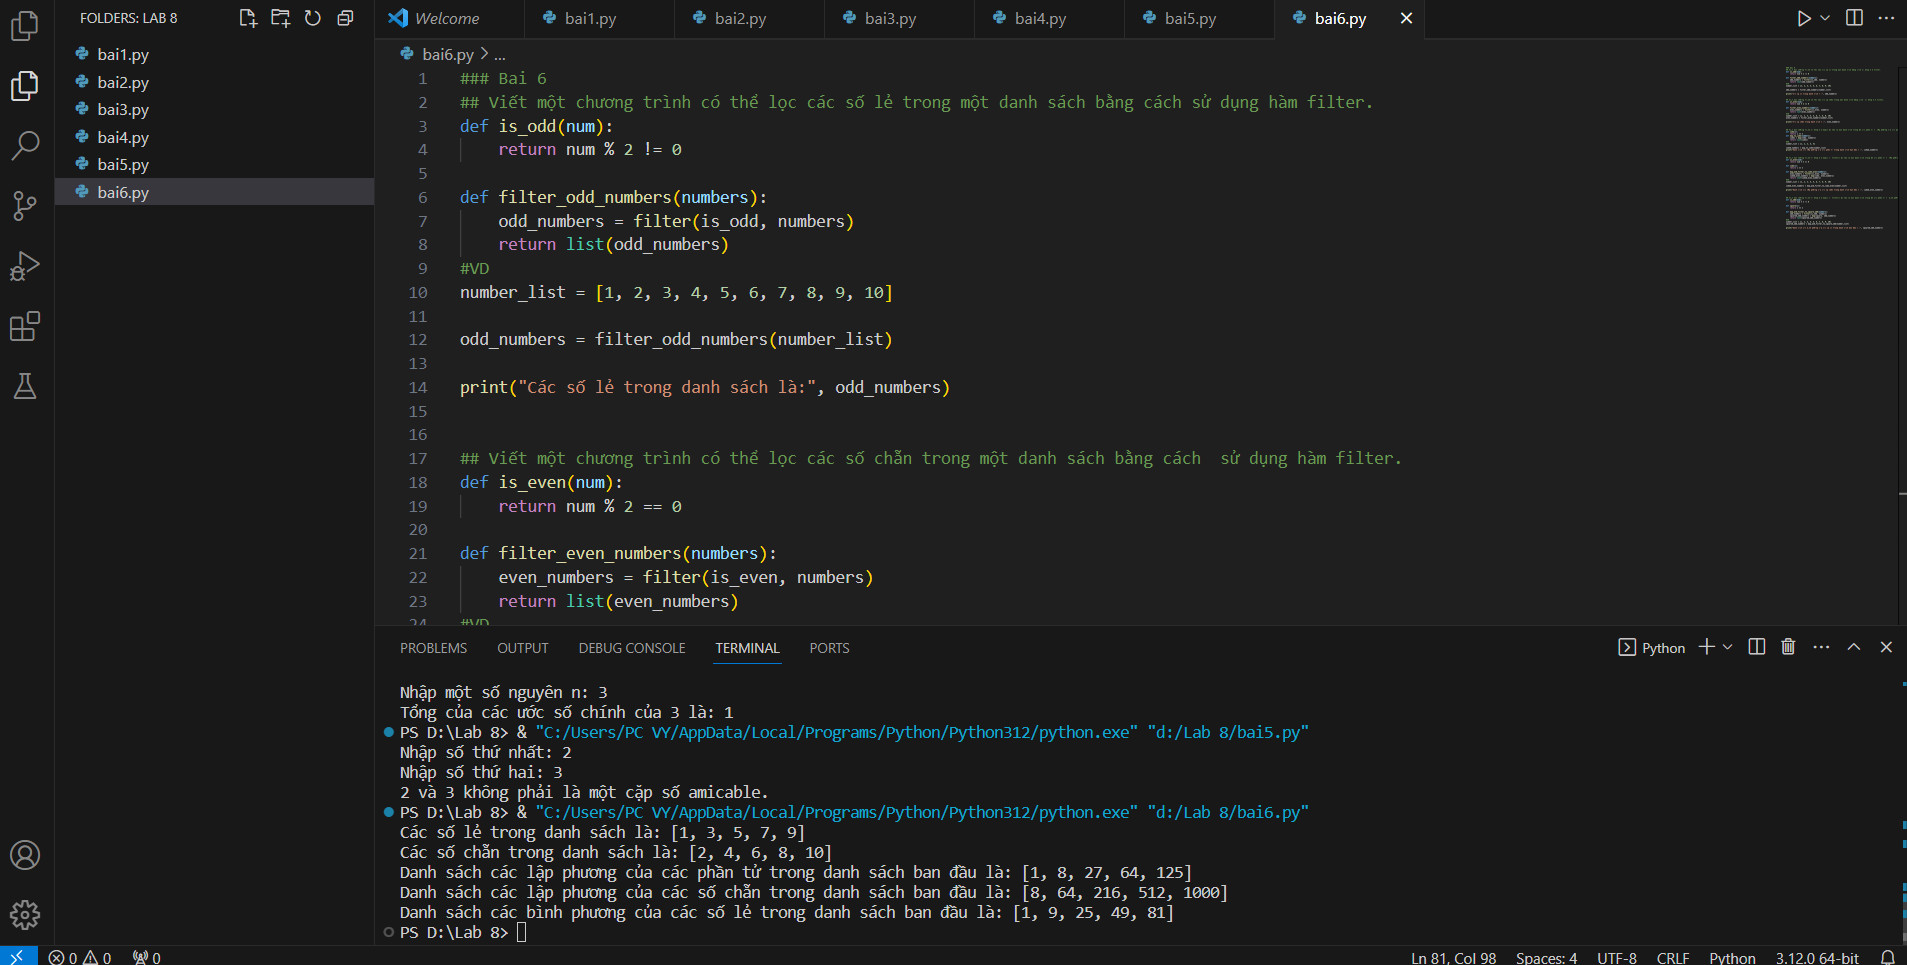 FOLDERS: LAB 8
bai1.py
bai2.py
bai3.py
bai4.py
bai5.py
bai6.py
Welcome bai1.py bai2.py bai3.py bai4.py bai5.py bai6.py
bai6.py > ...
1 ### Bai 6
2 ## Viết một chương trình có thể lọc các số lẻ trong một danh sách bằng cách sử dụng hàm filter.
3 def is_odd(num):
4     return num % 2 != 0
5
6 def filter_odd_numbers(numbers):
7     odd_numbers = filter(is_odd, numbers)
8     return list(odd_numbers)
9 #VD
10 number_list = [1, 2, 3, 4, 5, 6, 7, 8, 9, 10]
11
12 odd_numbers = filter_odd_numbers(number_list)
13
14 print("Các số lẻ trong danh sách là:", odd_numbers)
15
16
17 ## Viết một chương trình có thể lọc các số chẵn trong một danh sách bằng cách  sử dụng hàm filter.
18 def is_even(num):
19     return num % 2 == 0
20
21 def filter_even_numbers(numbers):
22     even_numbers = filter(is_even, numbers)
23     return list(even_numbers)
24 #VD
PROBLEMS OUTPUT DEBUG CONSOLE TERMINAL PORTS
Python
Nhập một số nguyên n: 3
Tổng của các ước số chính của 3 là: 1
PS D:\Lab 8> & "C:/Users/PC VY/AppData/Local/Programs/Python/Python312/python.exe" "d:/Lab 8/bai5.py"
Nhập số thứ nhất: 2
Nhập số thứ hai: 3
2 và 3 không phải là một cặp số amicable.
PS D:\Lab 8> & "C:/Users/PC VY/AppData/Local/Programs/Python/Python312/python.exe" "d:/Lab 8/bai6.py"
Các số lẻ trong danh sách là: [1, 3, 5, 7, 9]
Các số chẵn trong danh sách là: [2, 4, 6, 8, 10]
Danh sách các lập phương của các phần tử trong danh sách ban đầu là: [1, 8, 27, 64, 125]
Danh sách các lập phương của các số chẵn trong danh sách ban đầu là: [8, 64, 216, 512, 1000]
Danh sách các bình phương của các số lẻ trong danh sách ban đầu là: [1, 9, 25, 49, 81]
PS D:\Lab 8>
0 0 0 Ln 81, Col 98 Spaces: 4 UTF-8 CRLF Python 3.12.0 64-bit